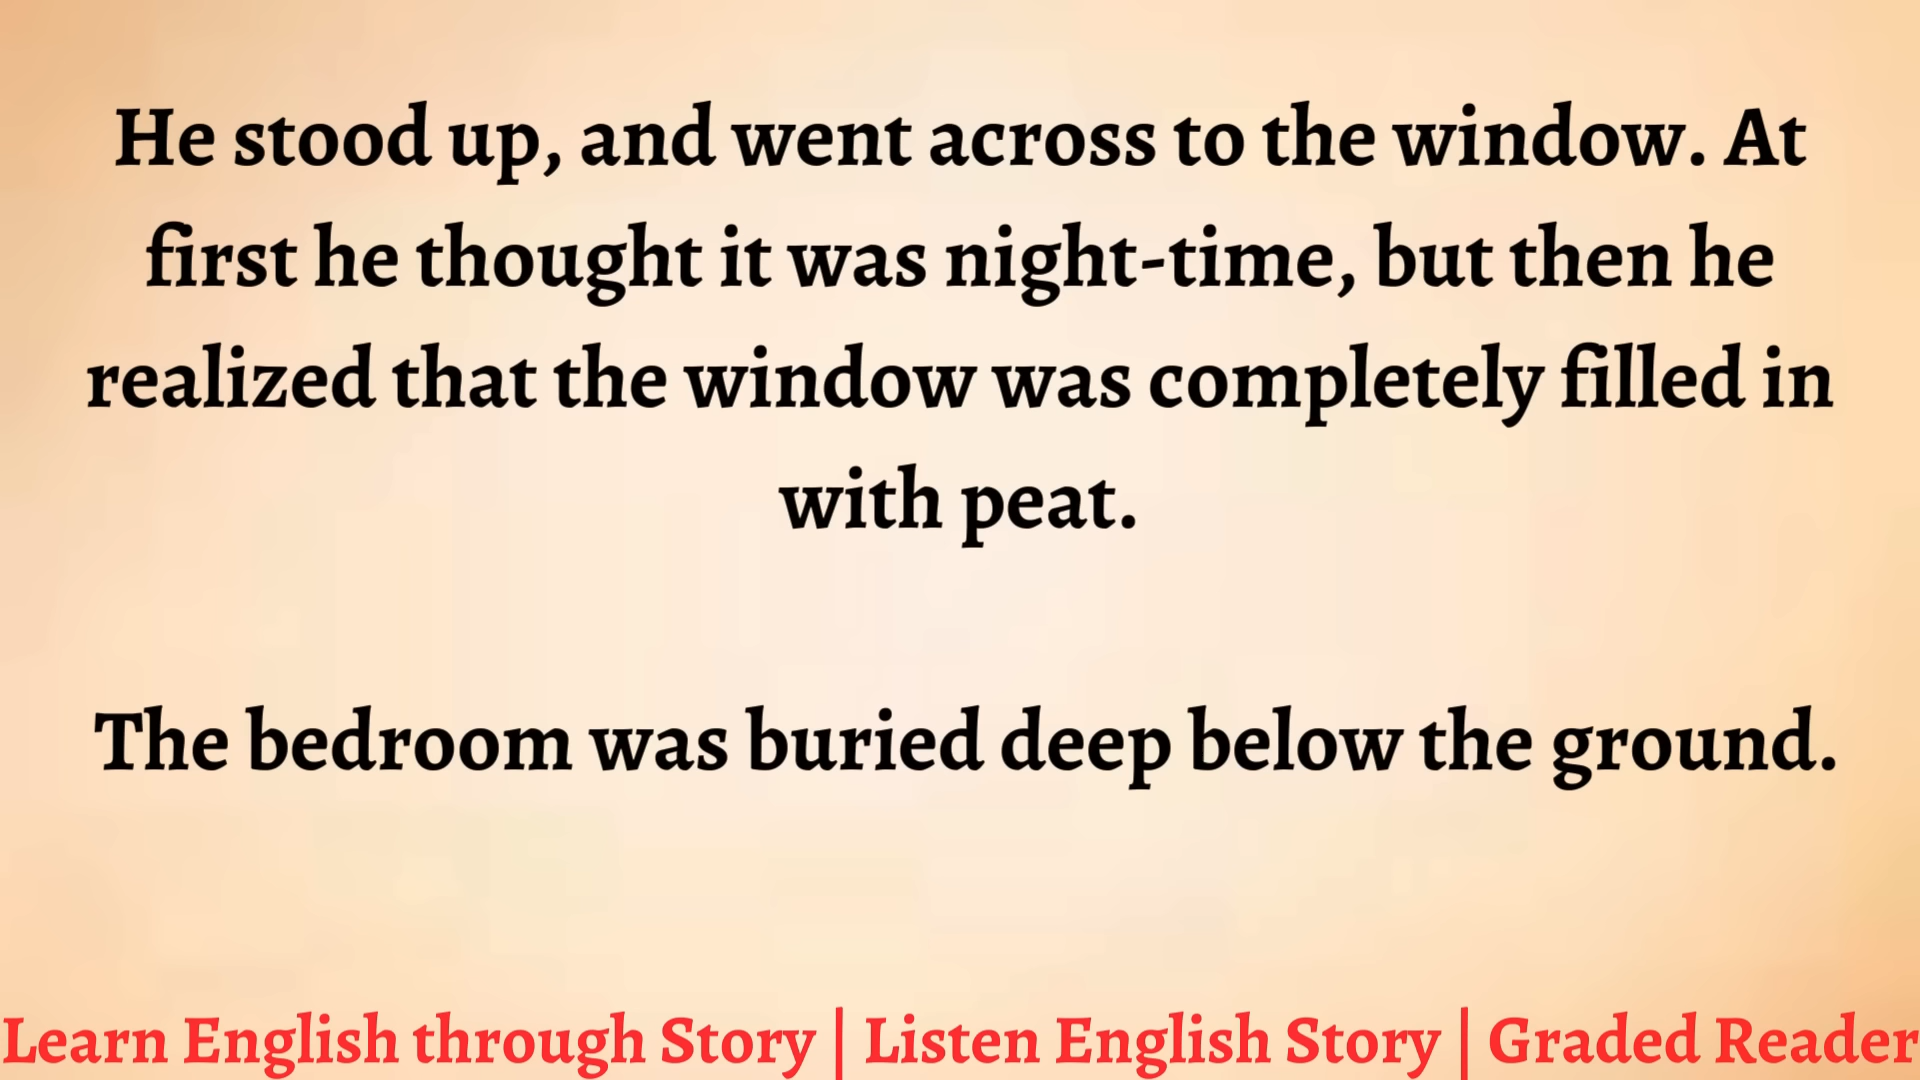 He stood up, and went across to the window. At
first he thought it was night-time, but then he
realized that the window was completely filled in
with peat.
The bedroom was buried deep below the ground.
Learn English through Story | Listen English Story | Graded Reader